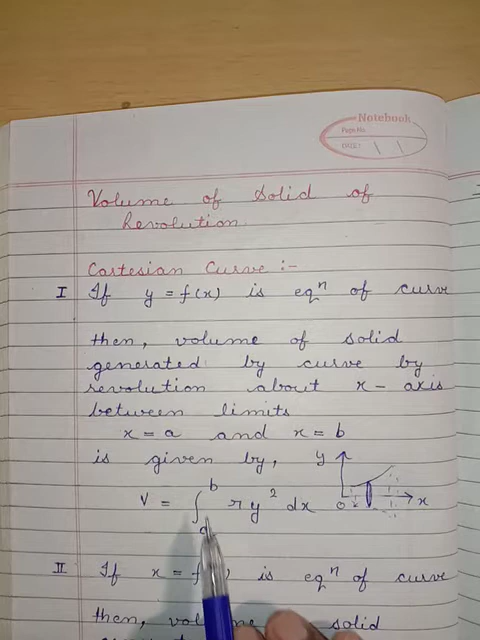 Notebook
Page No.
Date:
Volume of Solid of
Revolution
Cartesian Curve :-
I If y = f(x) is eqⁿ of curve
then, volume of solid
generated by curve by
revolution about x - axis
between limits
x = a and x = b
is given by,
y
V = ∫ₐᵇ πy² dx
0
x
II If x = f is eqⁿ of curve
then, solid